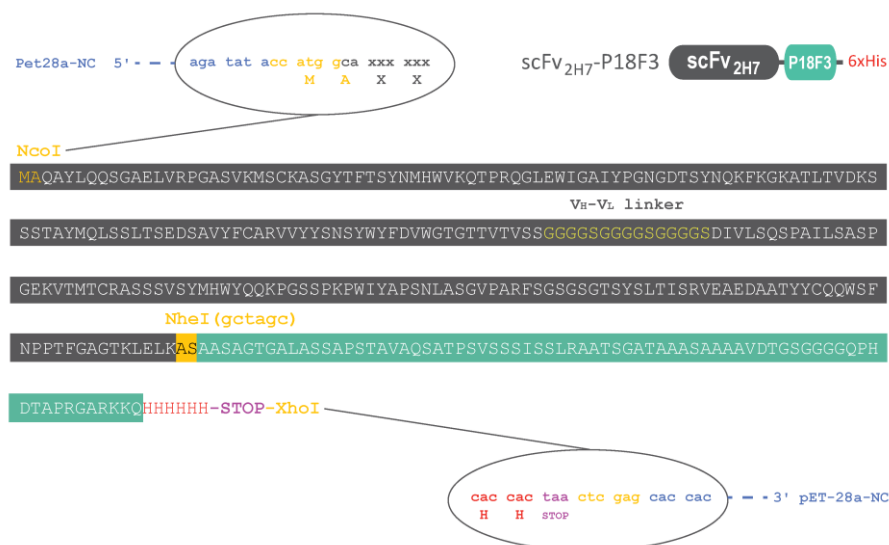 Pet28a-NC 5' - - - aga tat acc atg gca xxx xxx
M A X X
scFv2H7-P18F3 scFv2H7 P18F3 6xHis
NcoI
MAQAYLQQSGAELVRPGASVKMSCKASGYTFTSYNMHWVKQTPRQGLEWIGAIYPGNGDTSYNQKFKGKATLTVDKS
VH-VL linker
SSTAYMQLSSLTSEDSAVYFCARVVYYSNSYWYFDVWGTGTTVTVSSGGGGSGGGGSGGGGSDIVLSQSPAILSASP
GEKVTMTCRASSSVSYMHWYQQKPGSSPKPWIYAPSNLASGVPARFSGSGSGTSYSLTISRVEAEDAATYYCQQWSF
NheI(gctagc)
NPPTFGAGTKLELKASAASAGTGALASSAPSTAVAQSATPSVSSSISSLRAATSGATAAASAAAAVDTGSGGGGQPH
DTAPRGARKKQHHHHHH-STOP-XhoI
cac cac taa ctc gag cac cac - - - 3' pET-28a-NC
H H STOP